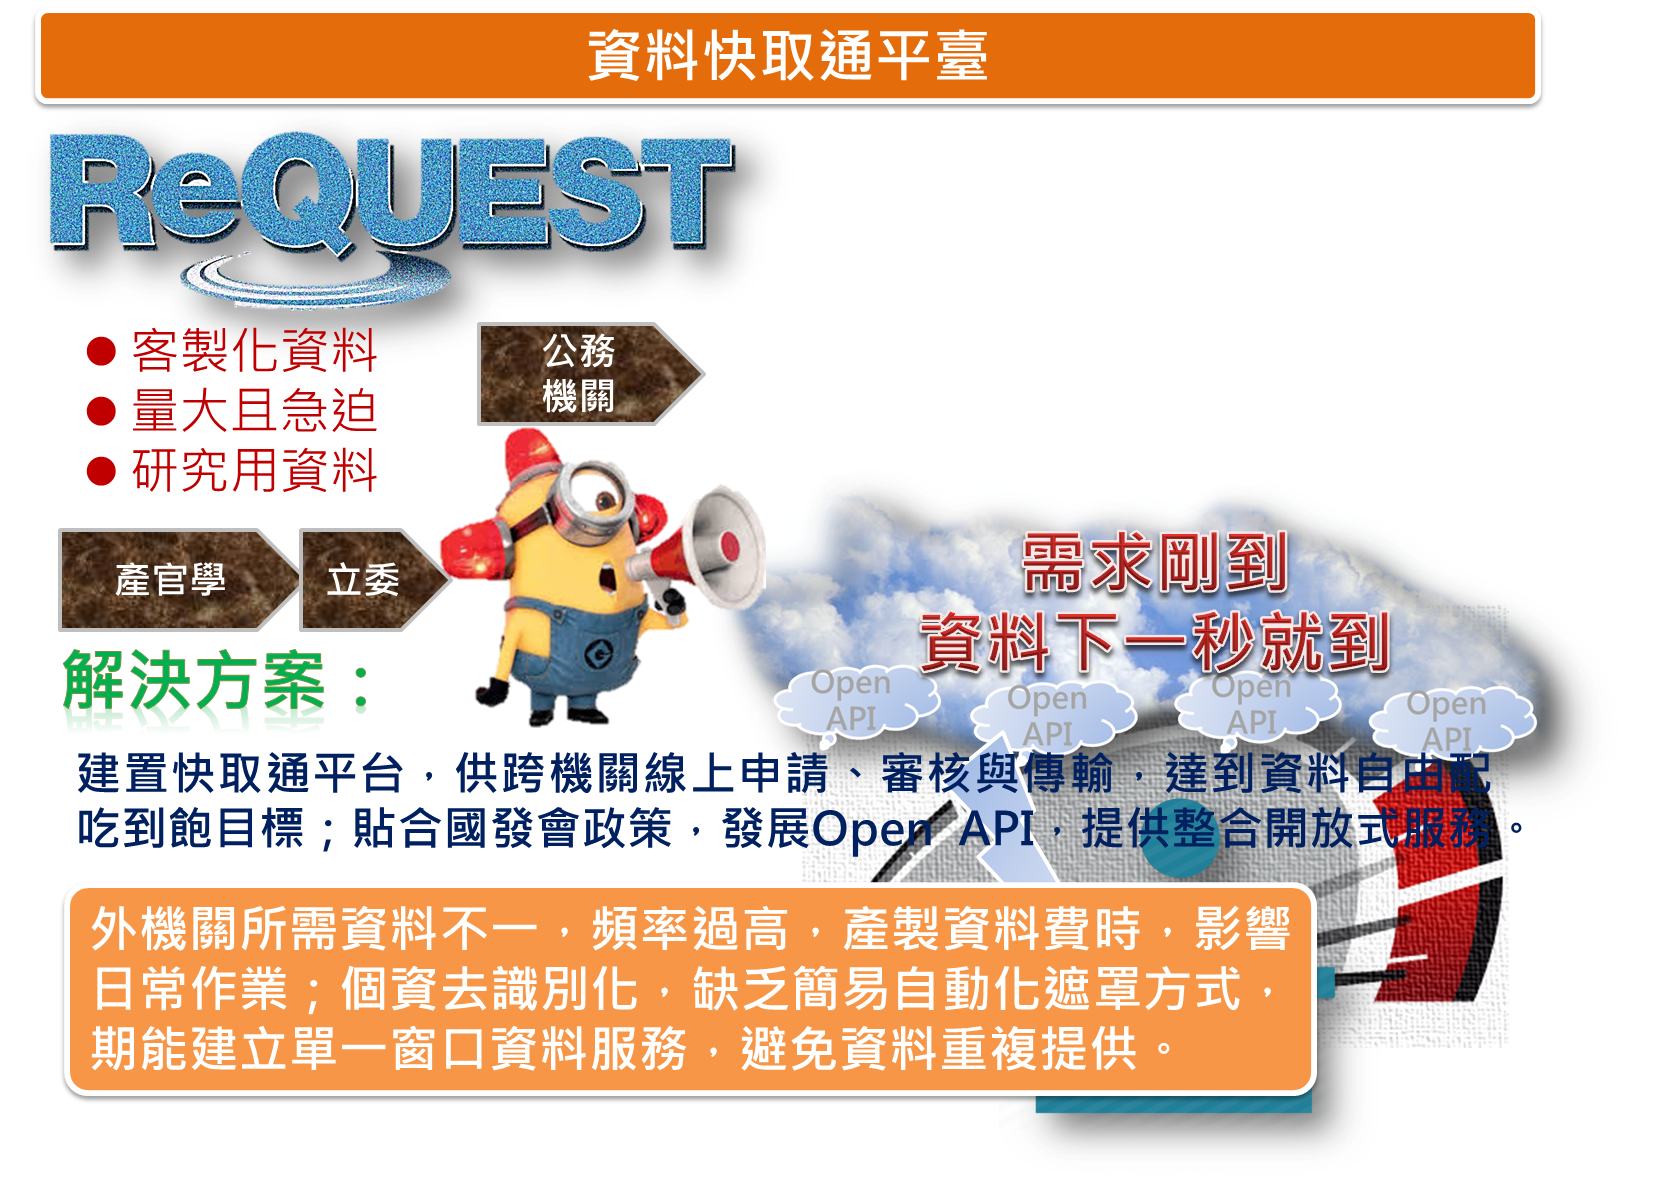 資料快取通平臺
ReQUEST
● 客製化資料
● 量大且急迫
● 研究用資料
公務
機關
產官學
立委
需求剛到
資料下一秒就到
Open
API
Open
API
Open
API
Open
API
解決方案：
建置快取通平台，供跨機關線上申請、審核與傳輸，達到資料自由配
吃到飽目標；貼合國發會政策，發展Open API，提供整合開放式服務。
外機關所需資料不一，頻率過高，產製資料費時，影響
日常作業；個資去識別化，缺乏簡易自動化遮罩方式，
期能建立單一窗口資料服務，避免資料重複提供。